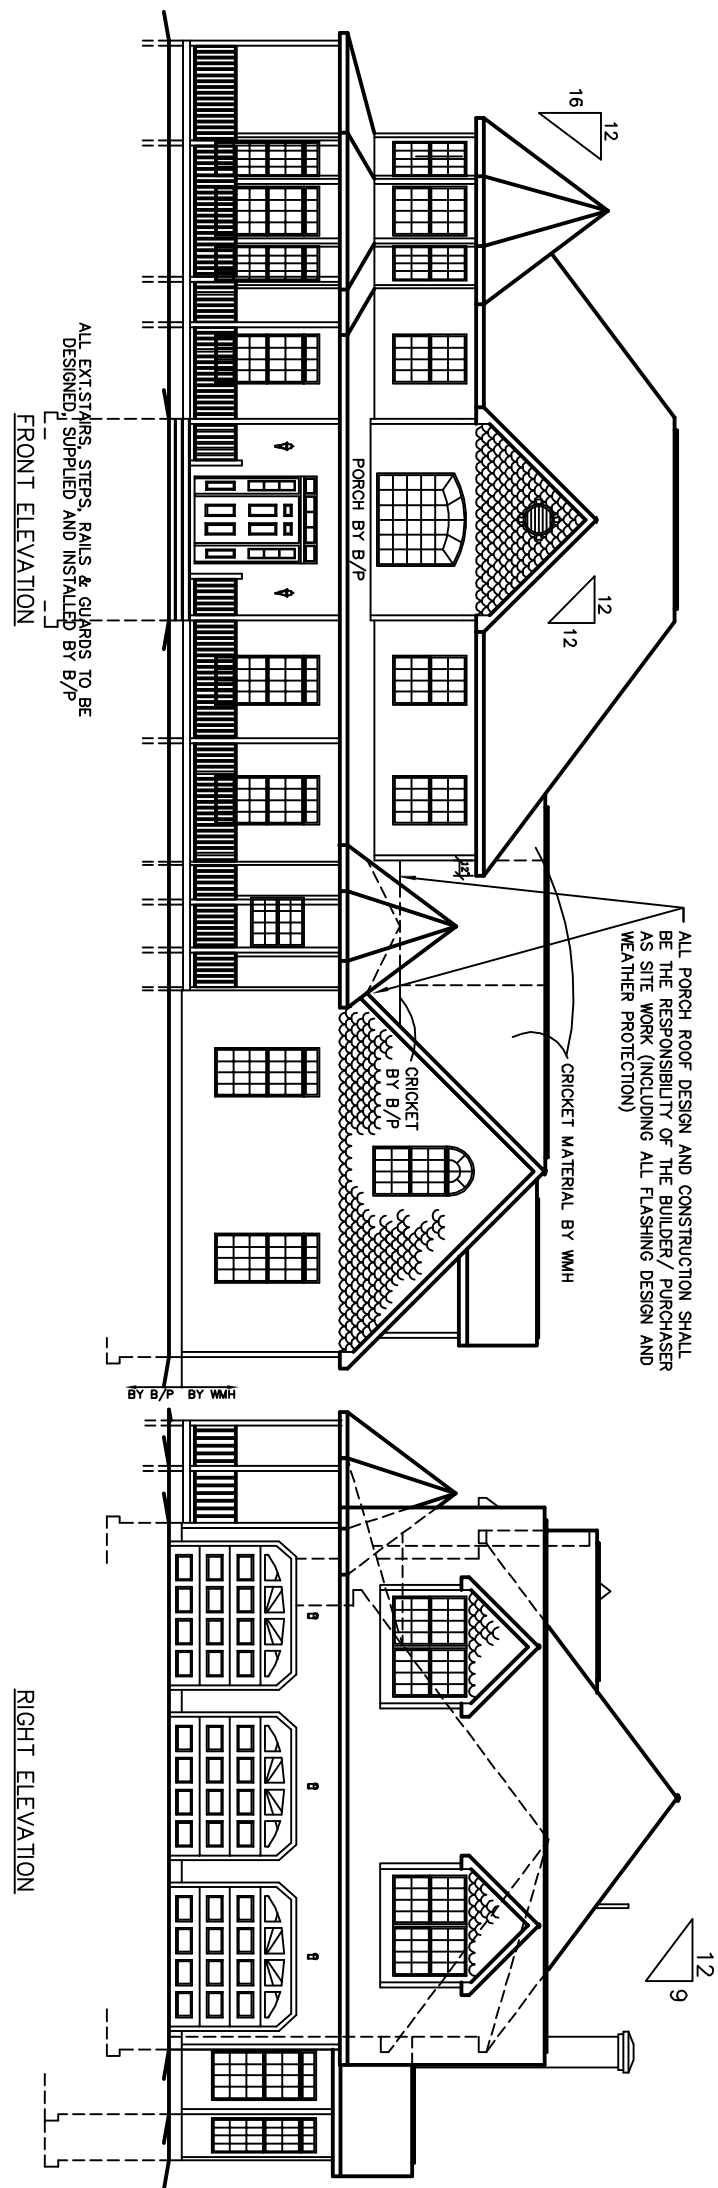 12
16
12
12
ALL PORCH ROOF DESIGN AND CONSTRUCTION SHALL
BE THE RESPONSIBILITY OF THE BUILDER/ PURCHASER
AS SITE WORK (INCLUDING ALL FLASHING DESIGN AND
WEATHER PROTECTION)
CRICKET MATERIAL BY WMH
12"
CRICKET
BY B/P
PORCH BY B/P
BY WMH
BY B/P
ALL EXT.STAIRS, STEPS, RAILS & GUARDS TO BE
DESIGNED, SUPPLIED AND INSTALLED BY B/P
FRONT ELEVATION
12
9
RIGHT ELEVATION